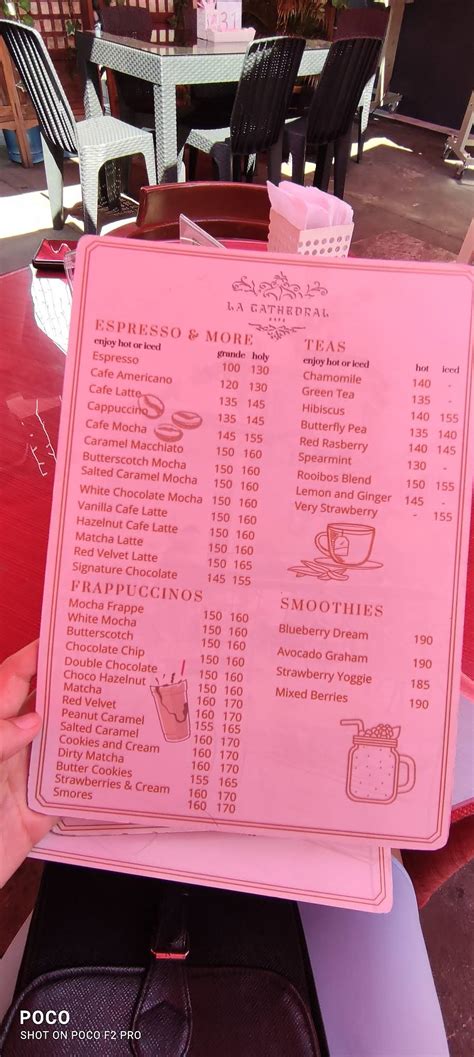 LA CATHEDRAL
CAFE
ESPRESSO & MORE
enjoy hot or iced grande holy
Espresso 100 130
Cafe Americano 120 130
Cafe Latte 135 145
Cappuccino 135 145
Cafe Mocha 145 155
Caramel Macchiato 150 160
Butterscotch Mocha 150 160
Salted Caramel Mocha 150 160
White Chocolate Mocha 150 160
Vanilla Cafe Latte 150 160
Hazelnut Cafe Latte 150 160
Matcha Latte 150 160
Red Velvet Latte 150 165
Signature Chocolate 145 155
FRAPPUCCINOS
Mocha Frappe 150 160
White Mocha 150 160
Butterscotch 150 160
Chocolate Chip 150 160
Double Chocolate 150 160
Choco Hazelnut 150 160
Matcha 160 170
Red Velvet 160 170
Peanut Caramel 155 165
Salted Caramel 160 170
Cookies and Cream 160 170
Dirty Matcha 160 170
Butter Cookies 155 165
Strawberries & Cream 160 170
Smores 160 170
TEAS
enjoy hot or iced hot iced
Chamomile 140 -
Green Tea 135 -
Hibiscus 140 155
Butterfly Pea 135 140
Red Rasberry 140 145
Spearmint 130 -
Rooibos Blend 150 155
Lemon and Ginger 145 -
Very Strawberry - 155
SMOOTHIES
Blueberry Dream 190
Avocado Graham 190
Strawberry Yoggie 185
Mixed Berries 190
POCO
SHOT ON POCO F2 PRO